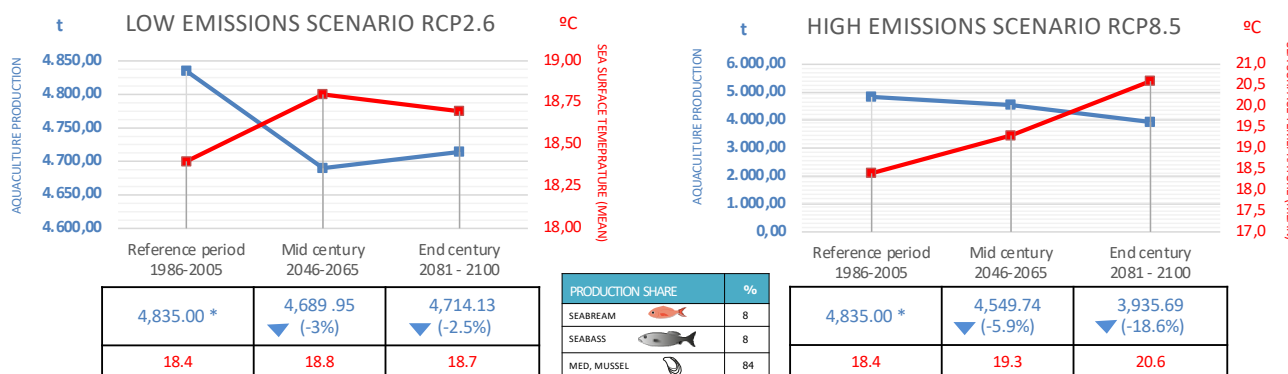 LOW EMISSIONS SCENARIO RCP2.6
t
ºC
AQUACULTURE PRODUCTION
4.850,00
4.800,00
4.750,00
4.700,00
4.650,00
4.600,00
19,00
18,75
18,50
18,25
18,00
SEA SURFACE TEMEPRATURE (MEAN)
Reference period
1986-2005
Mid century
2046-2065
End century
2081 - 2100
4,835.00 *
4,689 .95
(-3%)
4,714.13
(-2.5%)
18.4
18.8
18.7
PRODUCTION SHARE %
SEABREAM 8
SEABASS 8
MED, MUSSEL 84
HIGH EMISSIONS SCENARIO RCP8.5
t
ºC
AQUACULTURE PRODUCTION
6.000,00
5.000,00
4.000,00
3.000,00
2.000,00
1.000,00
0,00
21,0
20,5
20,0
19,5
19,0
18,5
18,0
17,5
17,0
Reference period
1986-2005
Mid century
2046-2065
End century
2081 - 2100
4,835.00 *
4,549.74
(-5.9%)
3,935.69
(-18.6%)
18.4
19.3
20.6